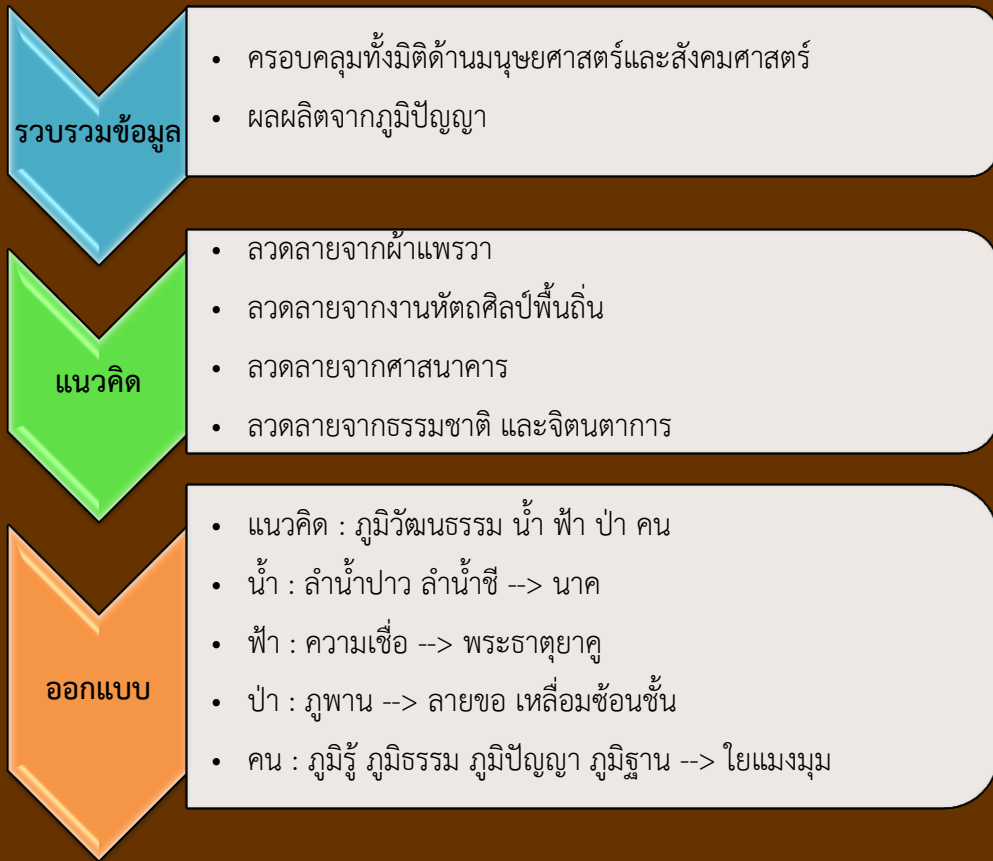 รวบรวมข้อมูล
• ครอบคลุมทั้งมิติด้านมนุษยศาสตร์และสังคมศาสตร์
• ผลผลิตจากภูมิปัญญา
แนวคิด
• ลวดลายจากผ้าแพรวา
• ลวดลายจากงานหัตถศิลป์พื้นถิ่น
• ลวดลายจากศาสนาคาร
• ลวดลายจากธรรมชาติ และจิตนตาการ
ออกแบบ
• แนวคิด : ภูมิวัฒนธรรม น้ำ ฟ้า ป่า คน
• น้ำ : ลำน้ำปาว ลำน้ำชี --> นาค
• ฟ้า : ความเชื่อ --> พระธาตุยาคู
• ป่า : ภูพาน --> ลายขอ เหลื่อมซ้อนชั้น
• คน : ภูมิรู้ ภูมิธรรม ภูมิปัญญา ภูมิฐาน --> ใยแมงมุม